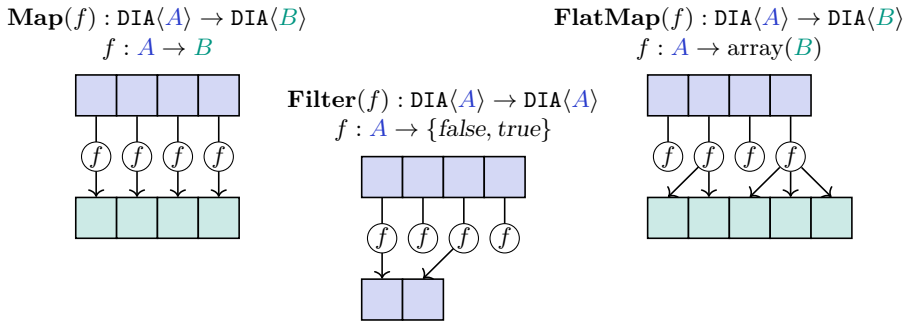 Map(f) : DIA⟨A⟩ → DIA⟨B⟩
f : A → B
f f f f
Filter(f) : DIA⟨A⟩ → DIA⟨A⟩
f : A → {false, true}
f f f f
FlatMap(f) : DIA⟨A⟩ → DIA⟨B⟩
f : A → array(B)
f f f f